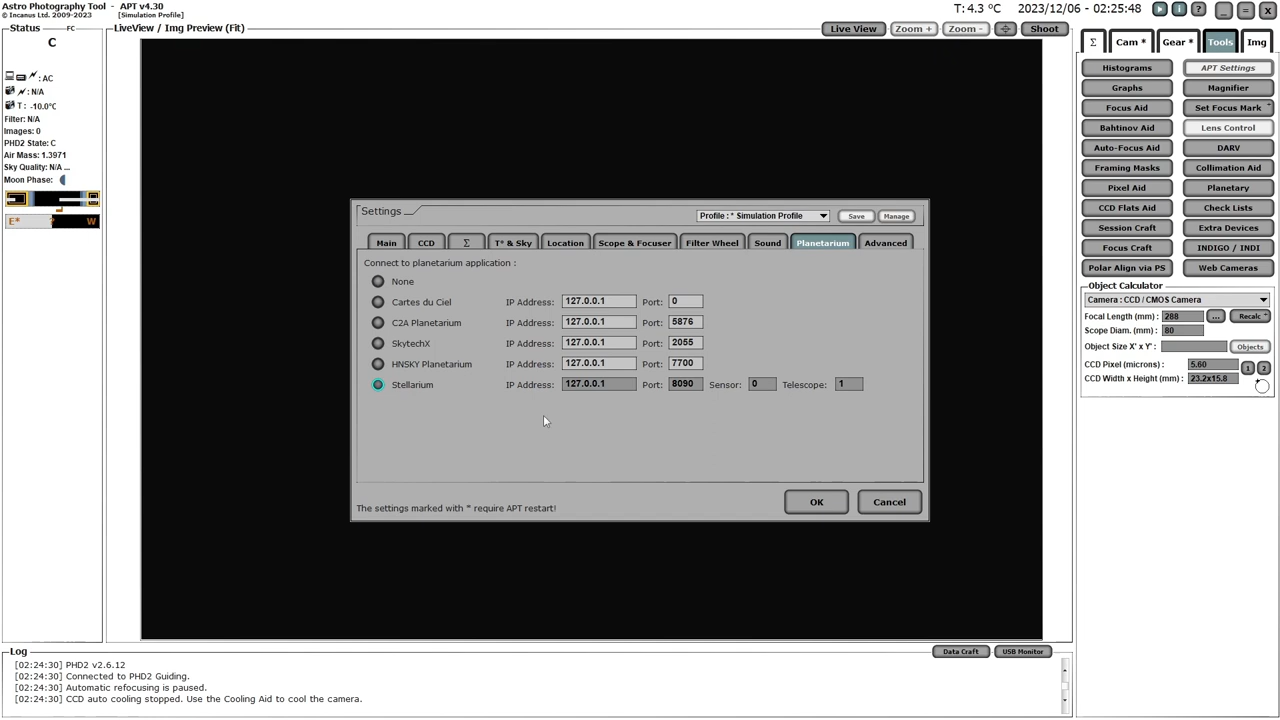 Astro Photography Tool - APT v4.30
© Incanus Ltd. 2009-2023 [Simulation Profile]
T: 4.3 °C 2023/12/06 - 02:25:48 i ? _ = X
Status FC
C
: AC
: N/A
T : -10.0°C
Filter: N/A
Images: 0
PHD2 State: C
Air Mass: 1.3971
Sky Quality: N/A ...
Moon Phase:
E* ? W
LiveView / Img Preview (Fit) Live View Zoom + Zoom - Shoot
Settings Profile : * Simulation Profile Save Manage
Main CCD Σ T° & Sky Location Scope & Focuser Filter Wheel Sound Planetarium Advanced
Connect to planetarium application :
None
Cartes du Ciel IP Address: 127.0.0.1 Port: 0
C2A Planetarium IP Address: 127.0.0.1 Port: 5876
SkytechX IP Address: 127.0.0.1 Port: 2055
HNSKY Planetarium IP Address: 127.0.0.1 Port: 7700
Stellarium IP Address: 127.0.0.1 Port: 8090 Sensor: 0 Telescope: 1
The settings marked with * require APT restart! OK Cancel
Σ Cam * Gear * Tools Img
Histograms APT Settings
Graphs Magnifier
Focus Aid Set Focus Mark
Bahtinov Aid Lens Control
Auto-Focus Aid DARV
Framing Masks Collimation Aid
Pixel Aid Planetary
CCD Flats Aid Check Lists
Session Craft Extra Devices
Focus Craft INDIGO / INDI
Polar Align via PS Web Cameras
Object Calculator
Camera : CCD / CMOS Camera
Focal Length (mm) : 288 ... Recalc
Scope Diam. (mm) : 80
Object Size X' x Y' : Objects
CCD Pixel (microns) : 5.60
CCD Width x Height (mm) : 23.2x15.8 1 2
Log Data Craft USB Monitor
[02:24:30] PHD2 v2.6.12
[02:24:30] Connected to PHD2 Guiding.
[02:24:30] Automatic refocusing is paused.
[02:24:30] CCD auto cooling stopped. Use the Cooling Aid to cool the camera.